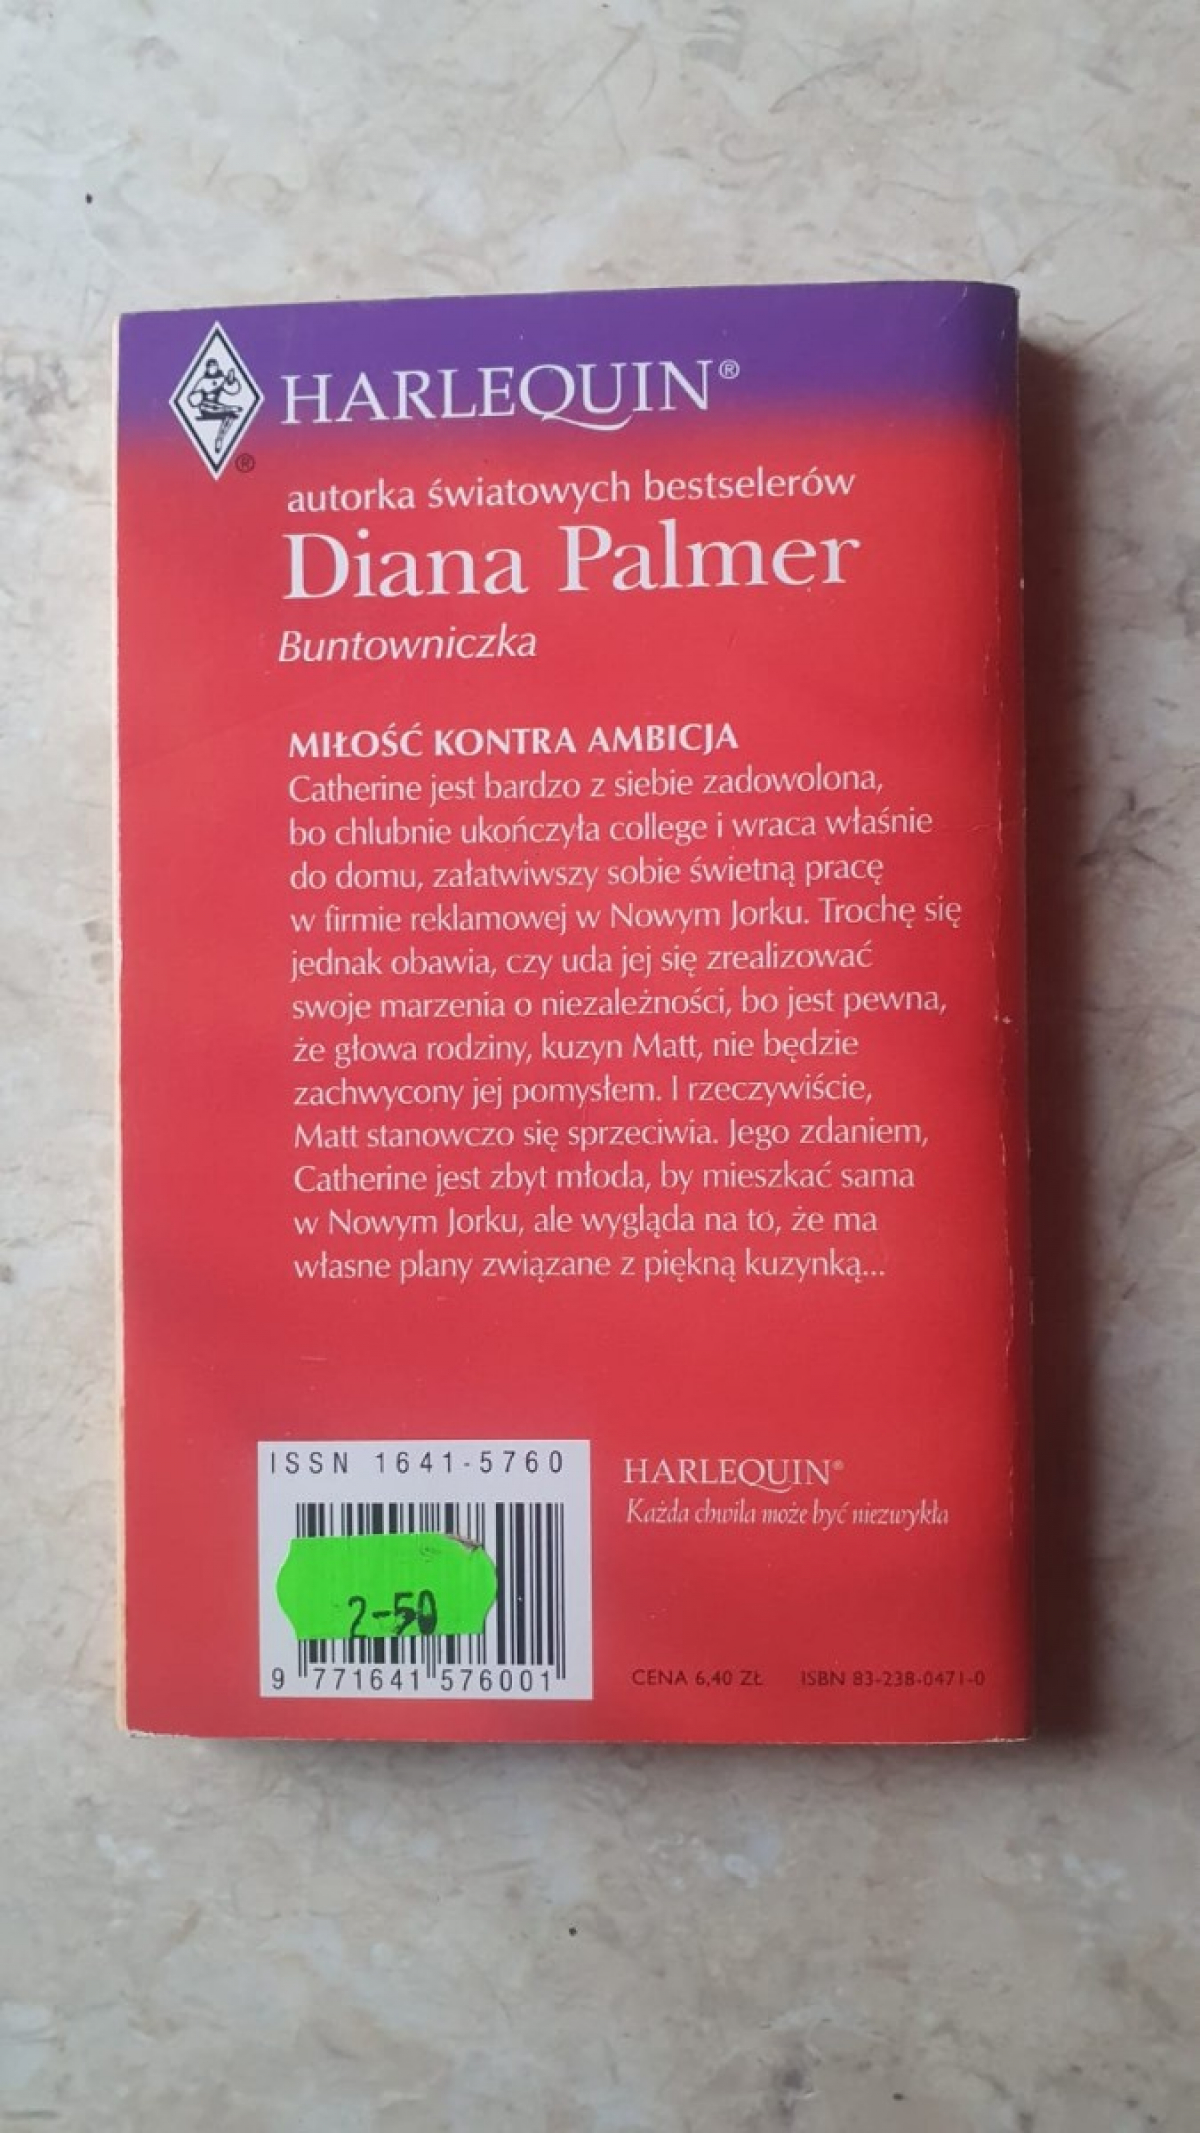 HARLEQUIN®
®
autorka światowych bestselerów
Diana Palmer
Buntowniczka
MIŁOŚĆ KONTRA AMBICJA
Catherine jest bardzo z siebie zadowolona,
bo chlubnie ukończyła college i wraca właśnie
do domu, załatwiwszy sobie świetną pracę
w firmie reklamowej w Nowym Jorku. Trochę się
jednak obawia, czy uda jej się zrealizować
swoje marzenia o niezależności, bo jest pewna,
że głowa rodziny, kuzyn Matt, nie będzie
zachwycony jej pomysłem. I rzeczywiście,
Matt stanowczo się sprzeciwia. Jego zdaniem,
Catherine jest zbyt młoda, by mieszkać sama
w Nowym Jorku, ale wygląda na to, że ma
własne plany związane z piękną kuzynką...
ISSN 1641-5760
2-50
9 771641 576001
HARLEQUIN®
Każda chwila może być niezwykła
CENA 6,40 ZŁ ISBN 83-238-0471-0